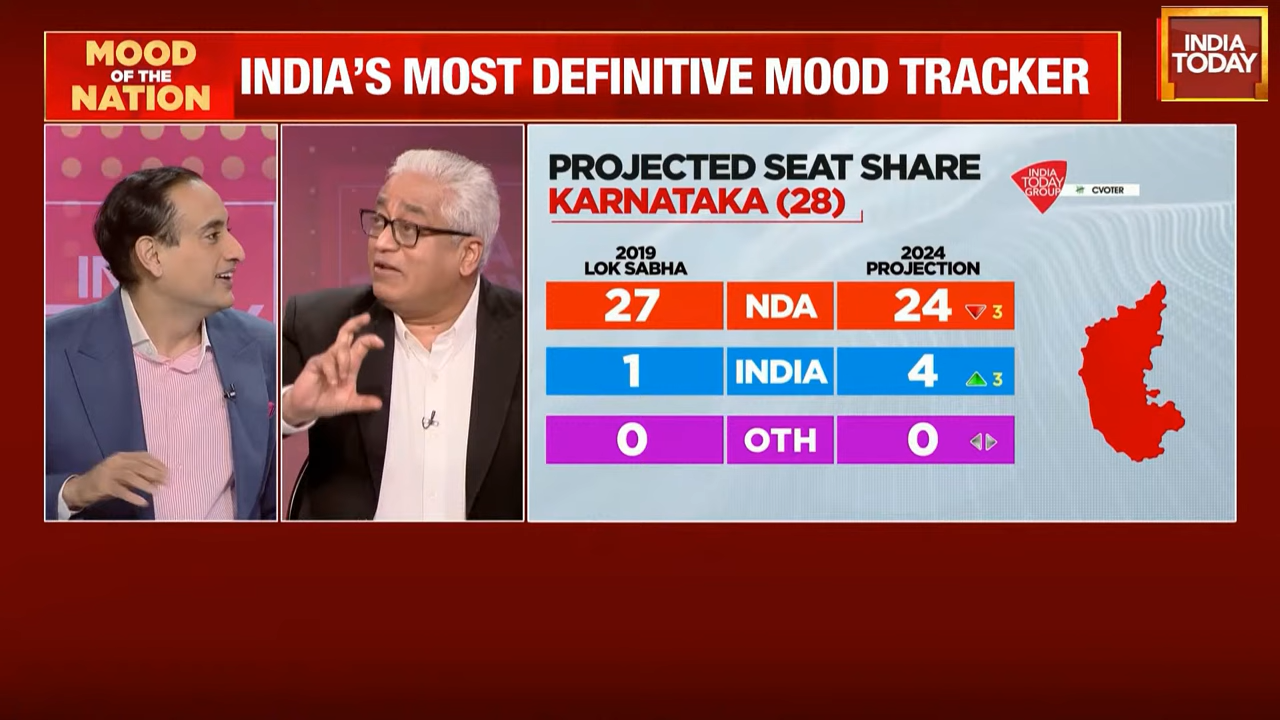 MOOD
OF THE
NATION
INDIA'S MOST DEFINITIVE MOOD TRACKER
INDIA
TODAY
PROJECTED SEAT SHARE
KARNATAKA (28)
INDIA
TODAY
GROUP
CVOTER
2019
LOK SABHA
2024
PROJECTION
27 NDA 24 3
1 INDIA 4 3
0 OTH 0